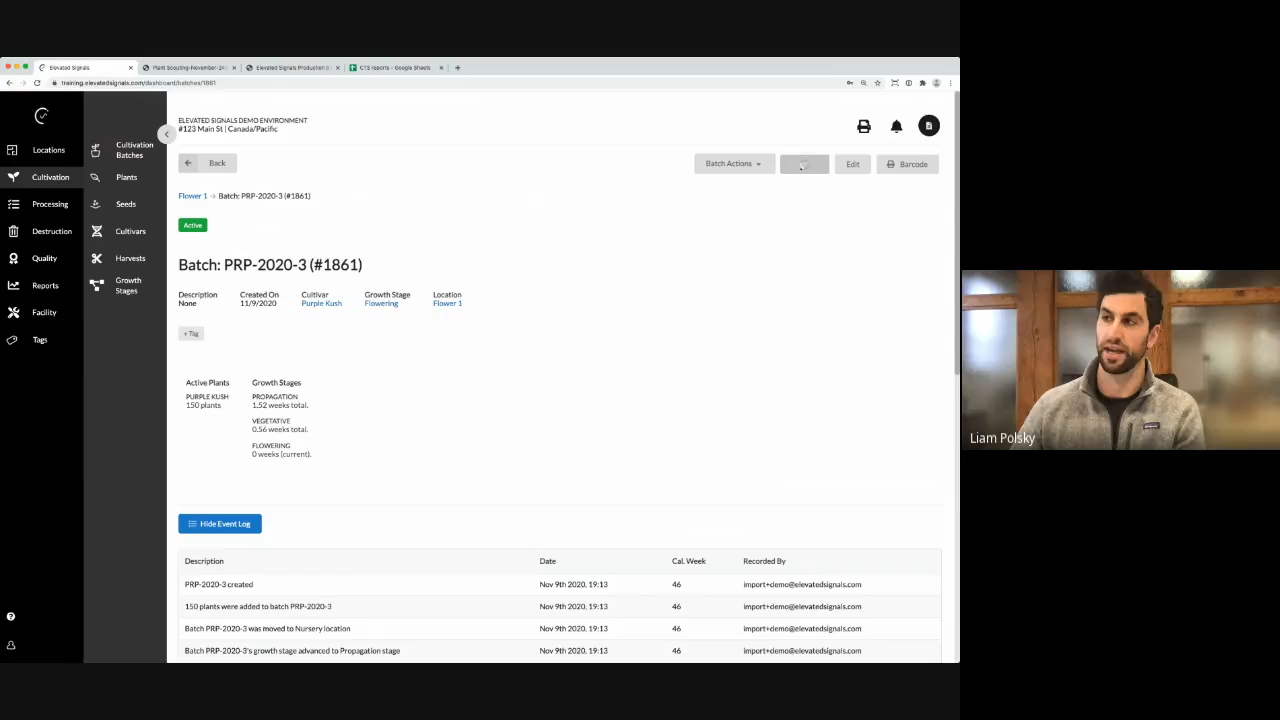 Elevated Signals
Plant Scouting-November-24
Elevated Signals Production S
CTS reports - Google Sheets
training.elevatedsignals.com/dashboard/batches/1861
Locations
Cultivation
Processing
Destruction
Quality
Reports
Facility
Tags
Cultivation
Batches
Plants
Seeds
Cultivars
Harvests
Growth
Stages
ELEVATED SIGNALS DEMO ENVIRONMENT
#123 Main St | Canada/Pacific
Back
Batch Actions
Edit
Barcode
Flower 1 → Batch: PRP-2020-3 (#1861)
Active
Batch: PRP-2020-3 (#1861)
Description Created On Cultivar Growth Stage Location
None 11/9/2020 Purple Kush Flowering Flower 1
+ Tag
Active Plants Growth Stages
PURPLE KUSH PROPAGATION
150 plants 1.52 weeks total.
VEGETATIVE
0.56 weeks total.
FLOWERING
0 weeks (current).
Hide Event Log
Description Date Cal. Week Recorded By
PRP-2020-3 created Nov 9th 2020, 19:13 46 import+demo@elevatedsignals.com
150 plants were added to batch PRP-2020-3 Nov 9th 2020, 19:13 46 import+demo@elevatedsignals.com
Batch PRP-2020-3 was moved to Nursery location Nov 9th 2020, 19:13 46 import+demo@elevatedsignals.com
Batch PRP-2020-3's growth stage advanced to Propagation stage Nov 9th 2020, 19:13 46 import+demo@elevatedsignals.com
Liam Polsky